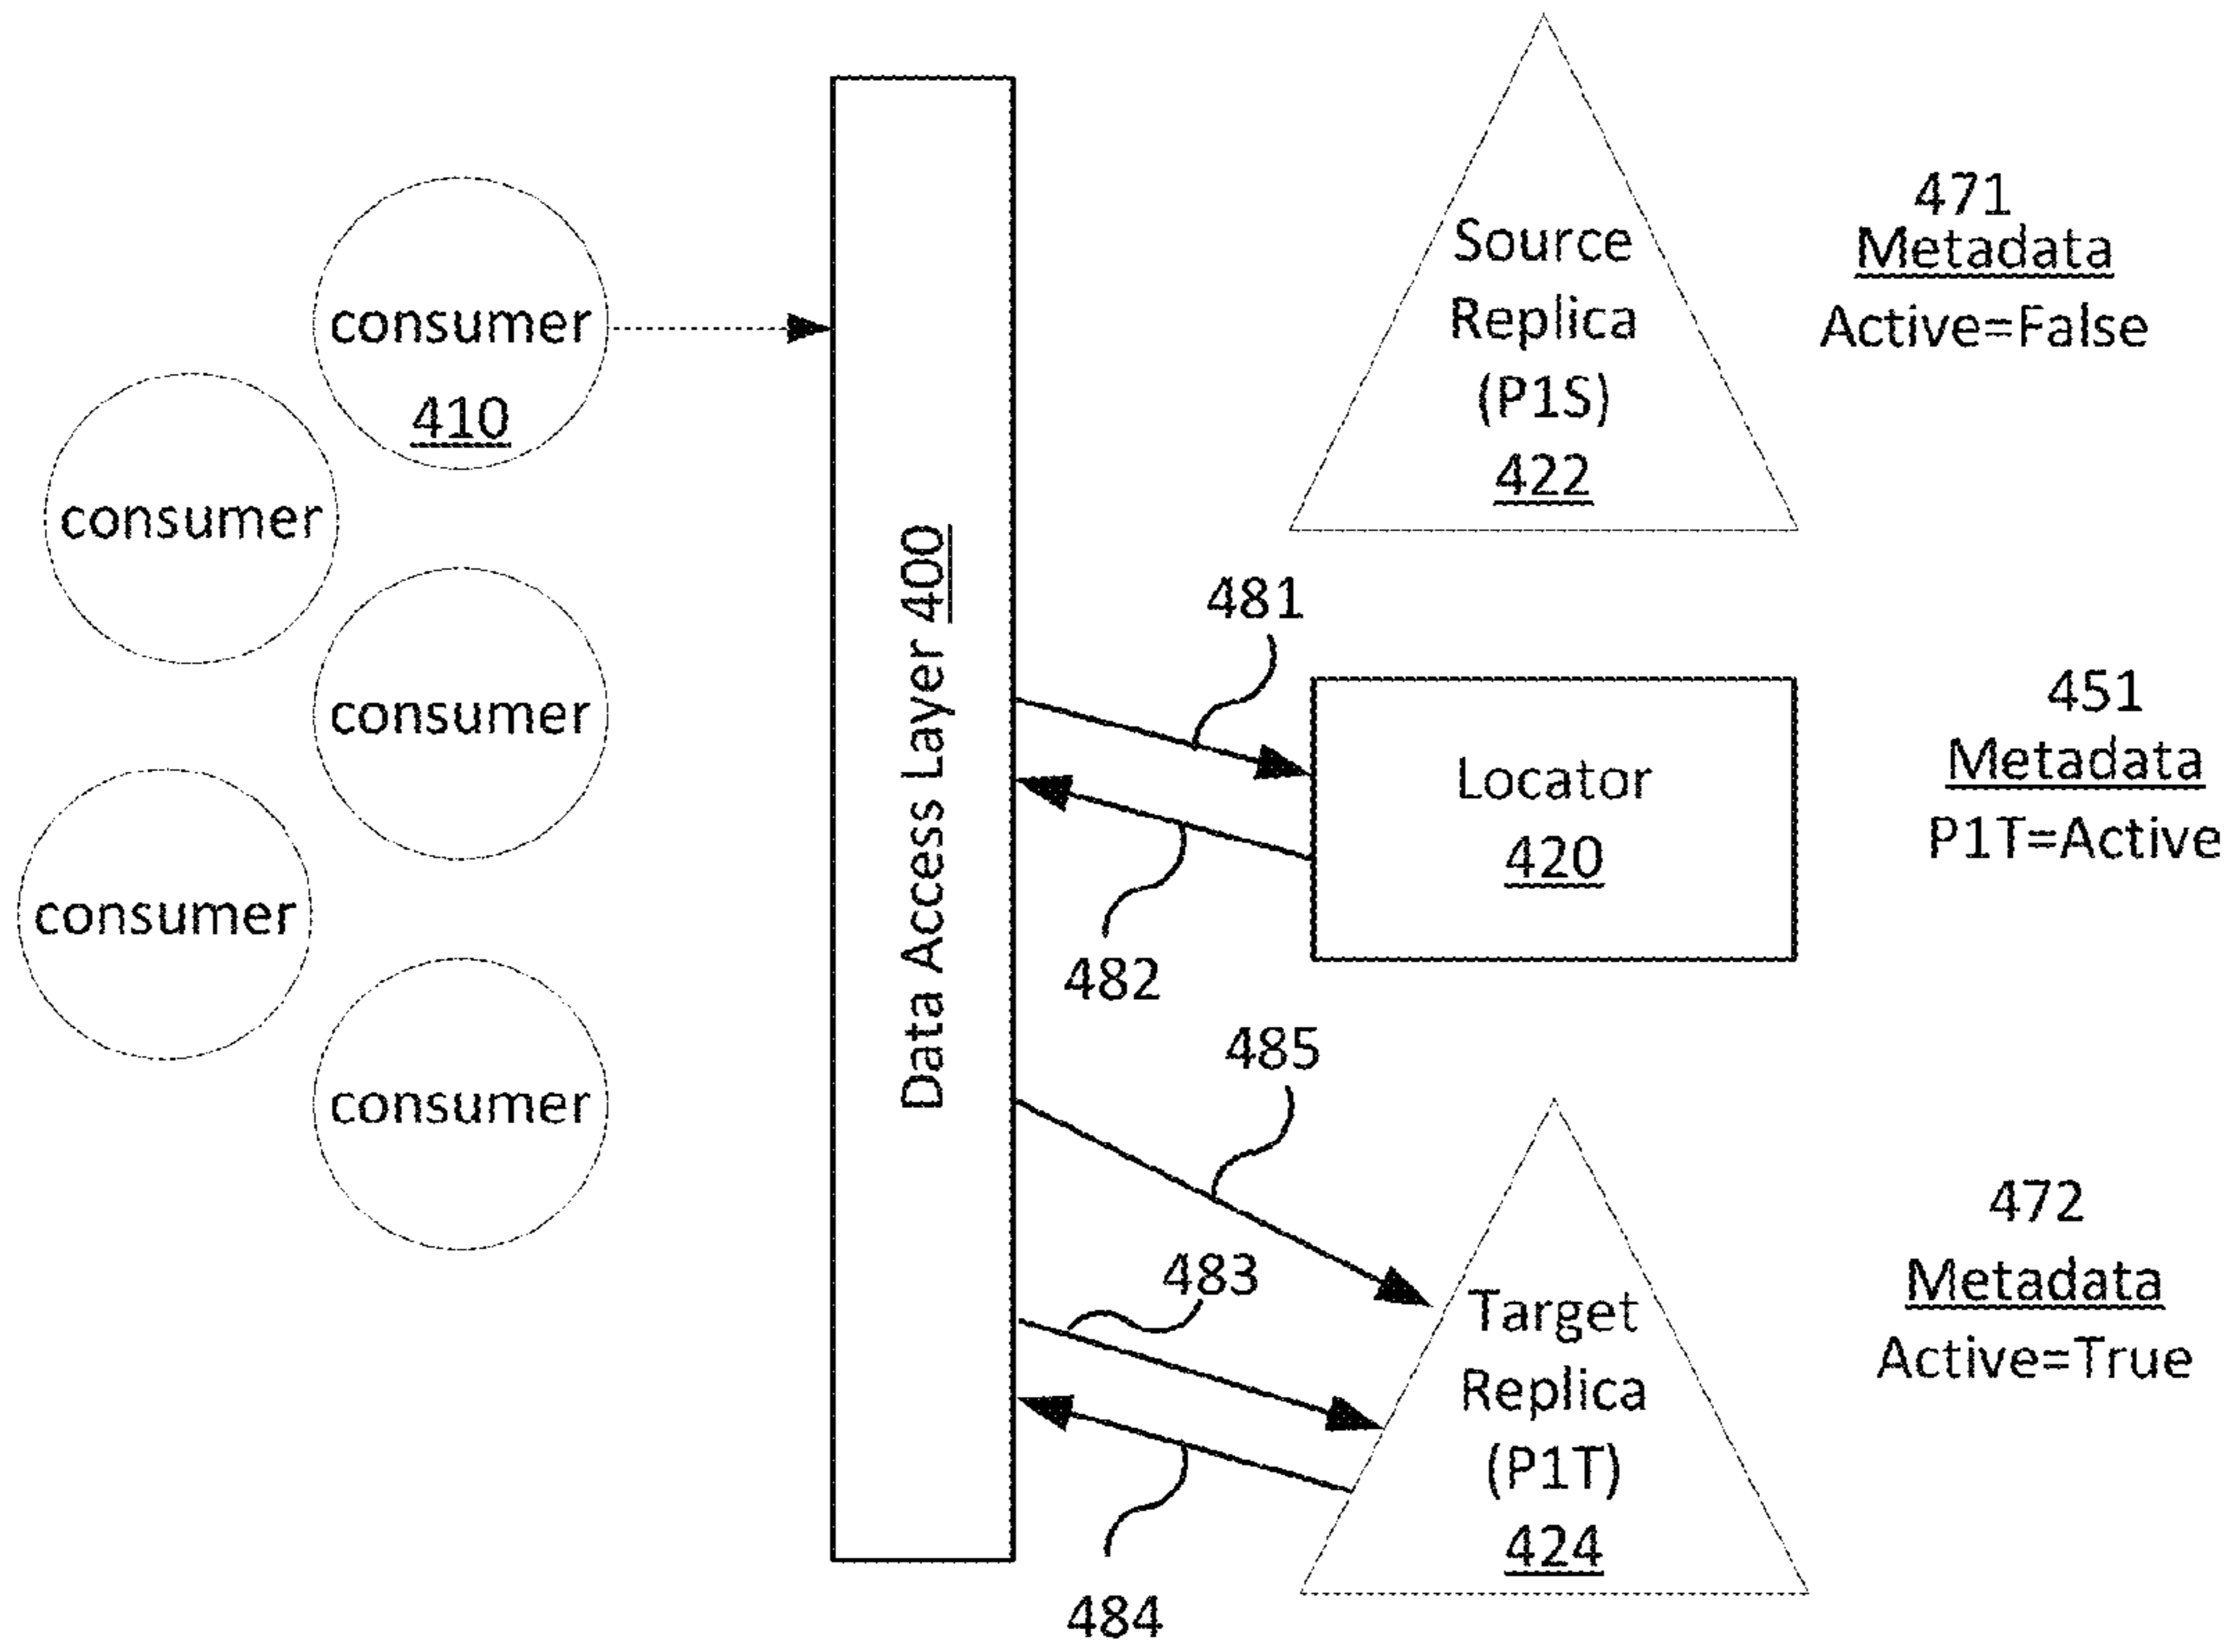 consumer
410
consumer
consumer
consumer
consumer
Data Access Layer 400
Source
Replica
(P1S)
422
471
Metadata
Active=False
481
482
Locator
420
451
Metadata
P1T=Active
485
483
484
Target
Replica
(P1T)
424
472
Metadata
Active=True